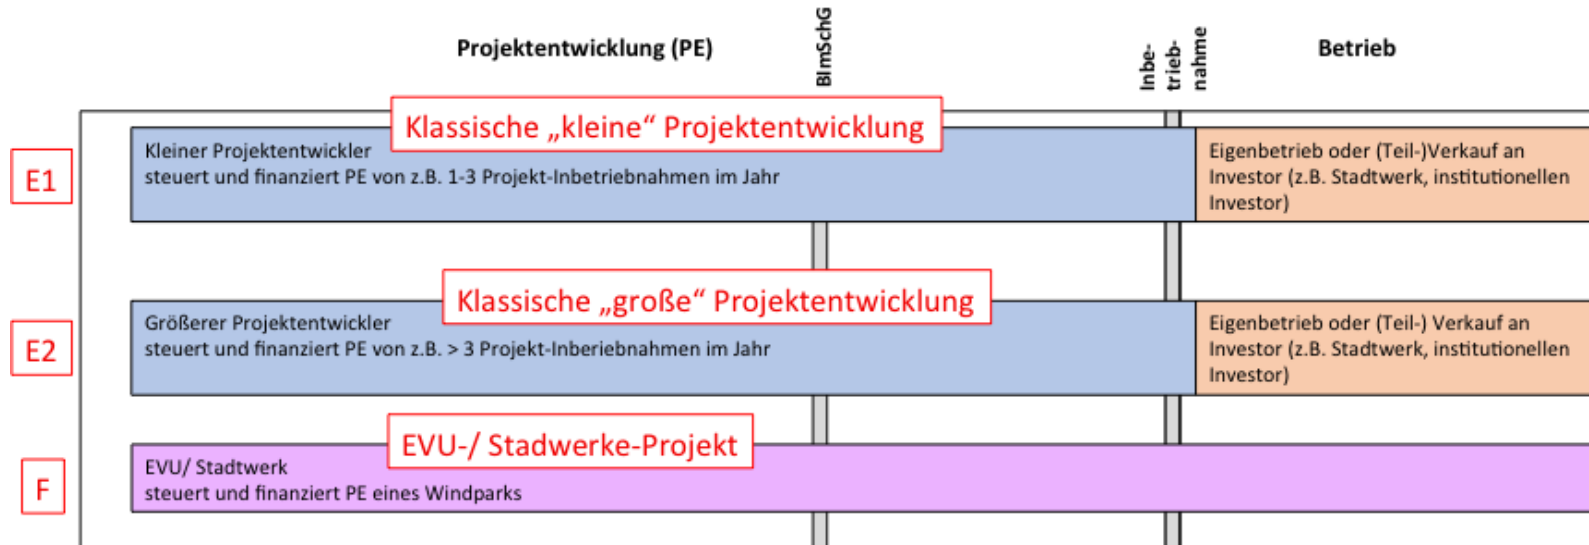 Projektentwicklung (PE)
BImSchG
Inbe-
trieb-
nahme
Betrieb
Klassische „kleine“ Projektentwicklung
E1
Kleiner Projektentwickler
steuert und finanziert PE von z.B. 1-3 Projekt-Inbetriebnahmen im Jahr
Eigenbetrieb oder (Teil-)Verkauf an
Investor (z.B. Stadtwerk, institutionellen
Investor)
Klassische „große“ Projektentwicklung
E2
Größerer Projektentwickler
steuert und finanziert PE von z.B. > 3 Projekt-Inberiebnahmen im Jahr
Eigenbetrieb oder (Teil-) Verkauf an
Investor (z.B. Stadtwerk, institutionellen
Investor)
EVU-/ Stadwerke-Projekt
F
EVU/ Stadtwerk
steuert und finanziert PE eines Windparks